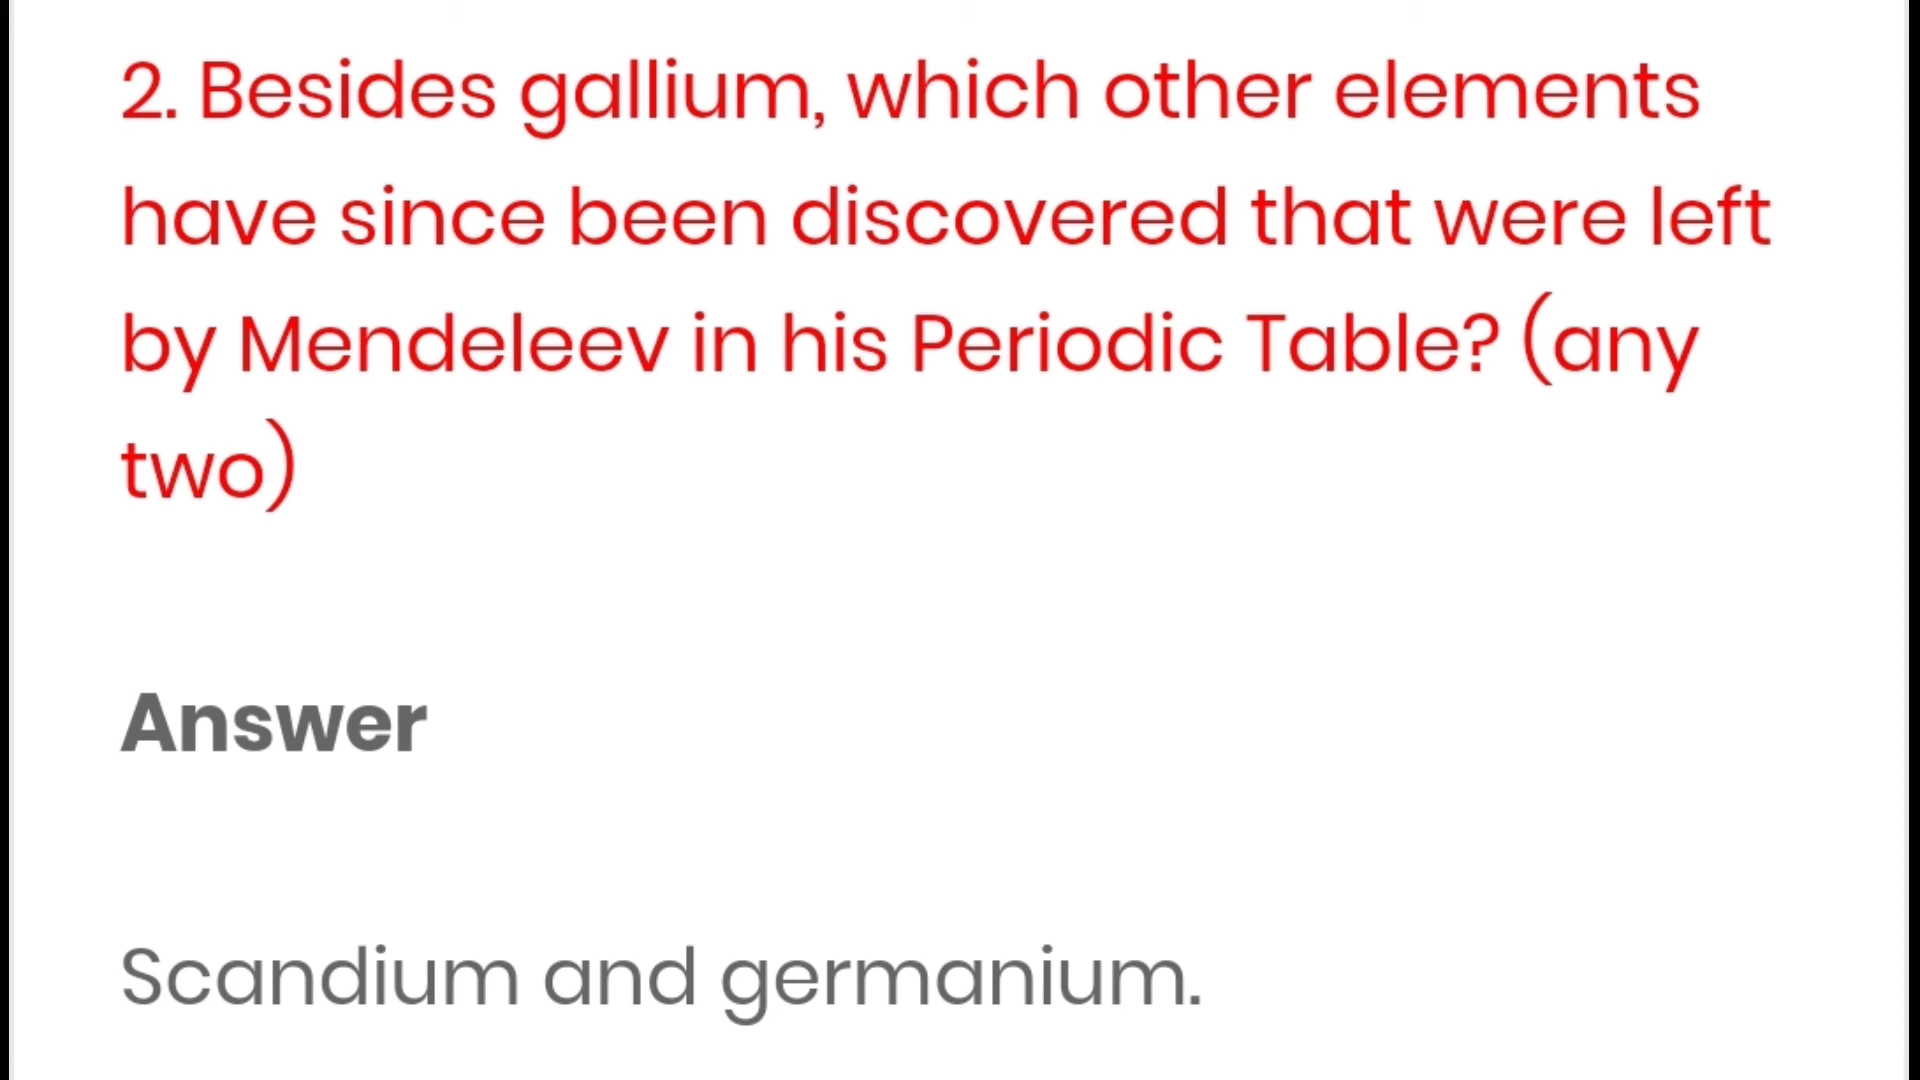 2. Besides gallium, which other elements
have since been discovered that were left
by Mendeleev in his Periodic Table? (any
two)
Answer
Scandium and germanium.